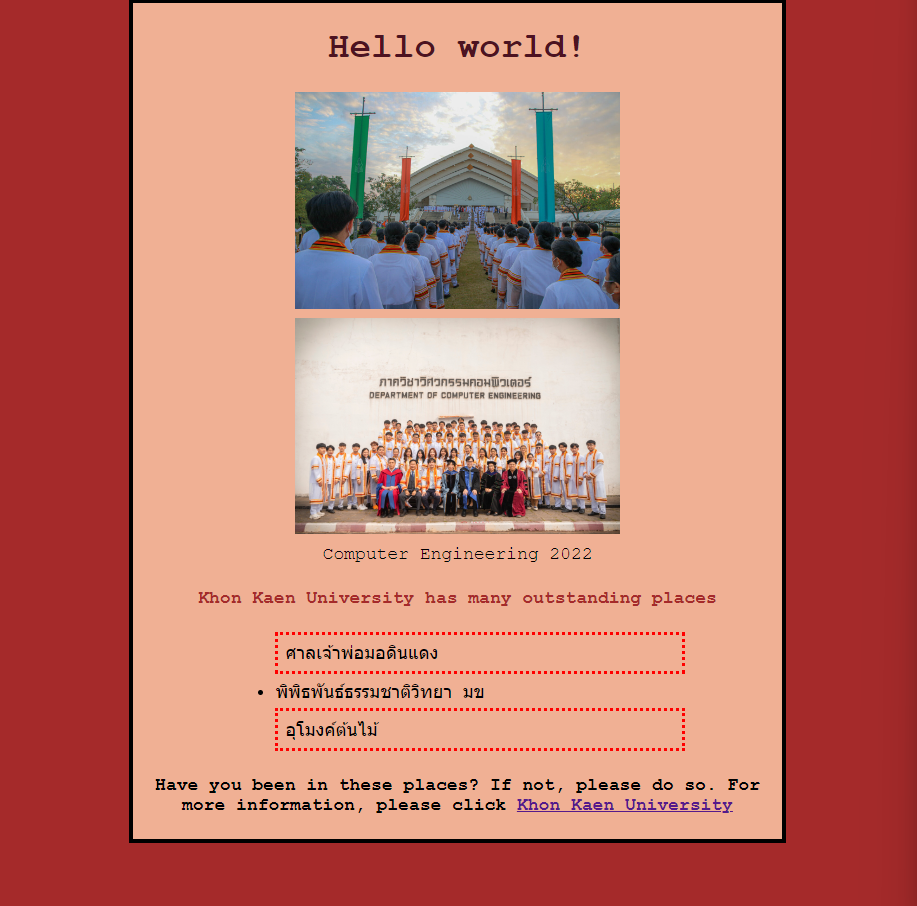 Hello world!
ภาควิชาวิศวกรรมคอมพิวเตอร์
DEPARTMENT OF COMPUTER ENGINEERING
Computer Engineering 2022
Khon Kaen University has many outstanding places
ศาลเจ้าพ่อมอดินแดง
พิพิธพันธ์ธรรมชาติวิทยา มข
อุโมงค์ต้นไม้
Have you been in these places? If not, please do so. For
more information, please click Khon Kaen University